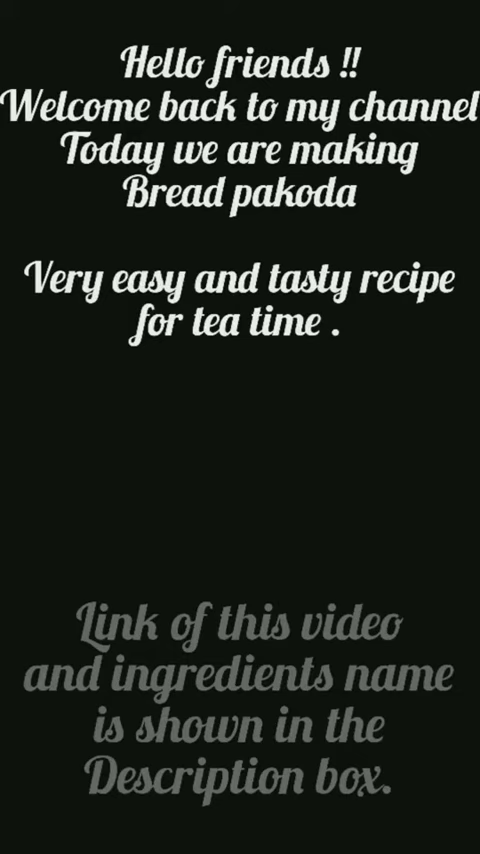 Hello friends !!
Welcome back to my channel
Today we are making
Bread pakoda
Very easy and tasty recipe
for tea time .
Link of this video
and ingredients name
is shown in the
Description box.